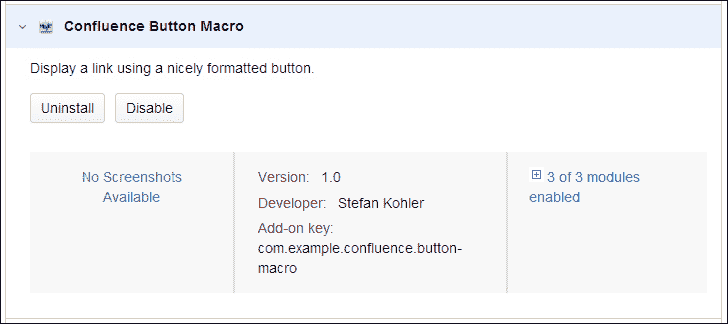 Confluence Button Macro
Display a link using a nicely formatted button.
Uninstall Disable
No Screenshots
Available
Version: 1.0
Developer: Stefan Kohler
Add-on key:
com.example.confluence.button-
macro
3 of 3 modules
enabled